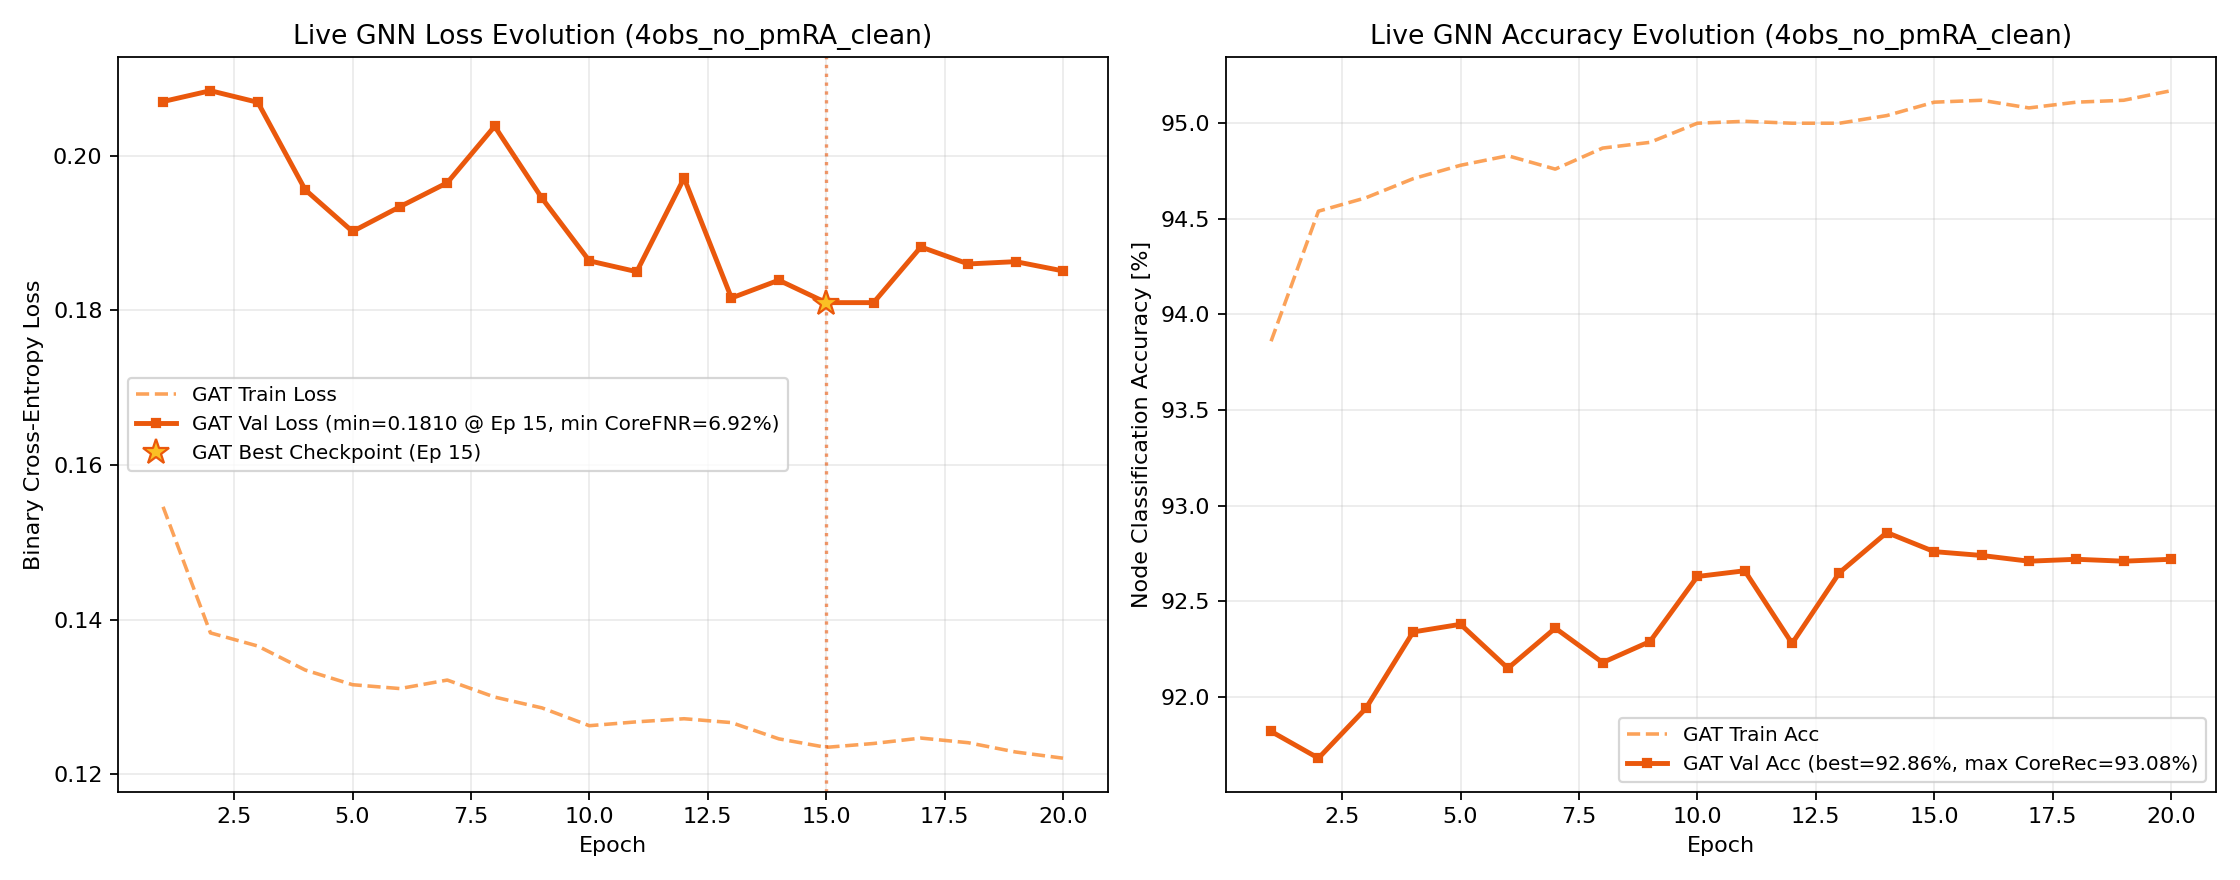 Live GNN Loss Evolution (4obs_no_pmRA_clean)
Binary Cross-Entropy Loss
0.20
0.18
0.16
0.14
0.12
GAT Train Loss
GAT Val Loss (min=0.1810 @ Ep 15, min CoreFNR=6.92%)
GAT Best Checkpoint (Ep 15)
2.5 5.0 7.5 10.0 12.5 15.0 17.5 20.0
Epoch
Live GNN Accuracy Evolution (4obs_no_pmRA_clean)
Node Classification Accuracy [%]
95.0
94.5
94.0
93.5
93.0
92.5
92.0
GAT Train Acc
GAT Val Acc (best=92.86%, max CoreRec=93.08%)
2.5 5.0 7.5 10.0 12.5 15.0 17.5 20.0
Epoch